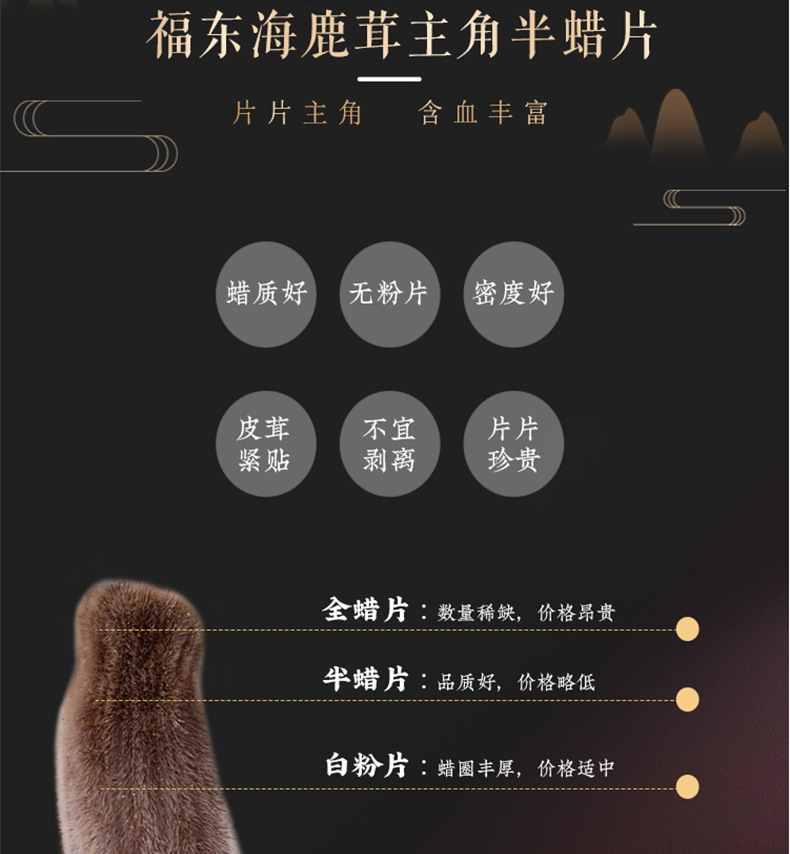 福东海鹿茸主角半蜡片
片片主角 含血丰富
蜡质好 无粉片 密度好
皮茸 不宜 片片
紧贴 剥离 珍贵
全蜡片：数量稀缺，价格昂贵
半蜡片：品质好，价格略低
白粉片：蜡圈丰厚，价格适中